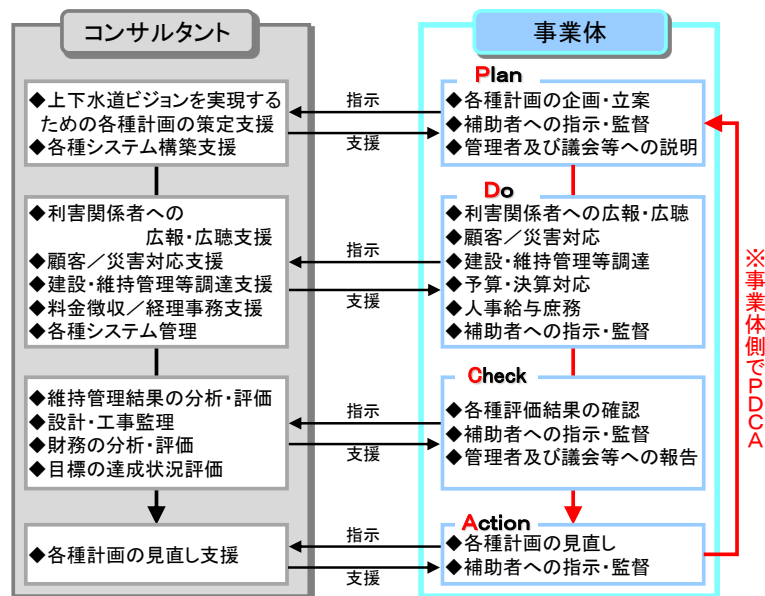 コンサルタント
事業体
◆上下水道ビジョンを実現する
ための各種計画の策定支援
◆各種システム構築支援
指示
支援
Plan
◆各種計画の企画・立案
◆補助者への指示・監督
◆管理者及び議会等への説明
◆利害関係者への
広報・広聴支援
◆顧客／災害対応支援
◆建設・維持管理等調達支援
◆料金徴収／経理事務支援
◆各種システム管理
指示
支援
Do
◆利害関係者への広報・広聴
◆顧客／災害対応
◆建設・維持管理等調達
◆予算・決算対応
◆人事給与庶務
◆補助者への指示・監督
◆維持管理結果の分析・評価
◆設計・工事監理
◆財務の分析・評価
◆目標の達成状況評価
指示
支援
Check
◆各種評価結果の確認
◆補助者への指示・監督
◆管理者及び議会等への報告
◆各種計画の見直し支援
指示
支援
Action
◆各種計画の見直し
◆補助者への指示・監督
※事業体側でPDCA